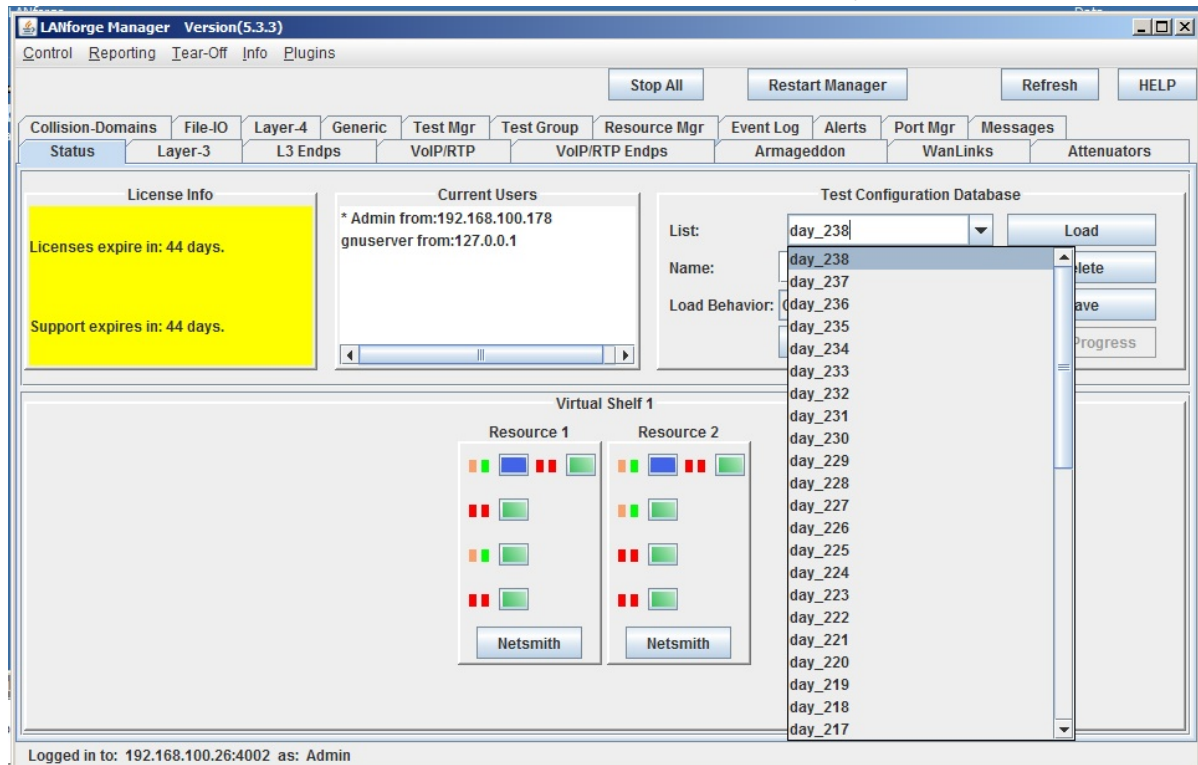 LANforge Manager Version(5.3.3)
Control Reporting Tear-Off Info Plugins
Stop All Restart Manager Refresh HELP
Collision-Domains File-IO Layer-4 Generic Test Mgr Test Group Resource Mgr Event Log Alerts Port Mgr Messages
Status Layer-3 L3 Endps VoIP/RTP VoIP/RTP Endps Armageddon WanLinks Attenuators
License Info
Licenses expire in: 44 days.
Support expires in: 44 days.
Current Users
* Admin from:192.168.100.178
gnuserver from:127.0.0.1
Test Configuration Database
List: day_238 Load
Name: elete
Load Behavior: ave
Progress
day_238
day_237
day_236
day_235
day_234
day_233
day_232
day_231
day_230
day_229
day_228
day_227
day_226
day_225
day_224
day_223
day_222
day_221
day_220
day_219
day_218
day_217
Virtual Shelf 1
Resource 1 Resource 2
Netsmith Netsmith
Logged in to: 192.168.100.26:4002 as: Admin